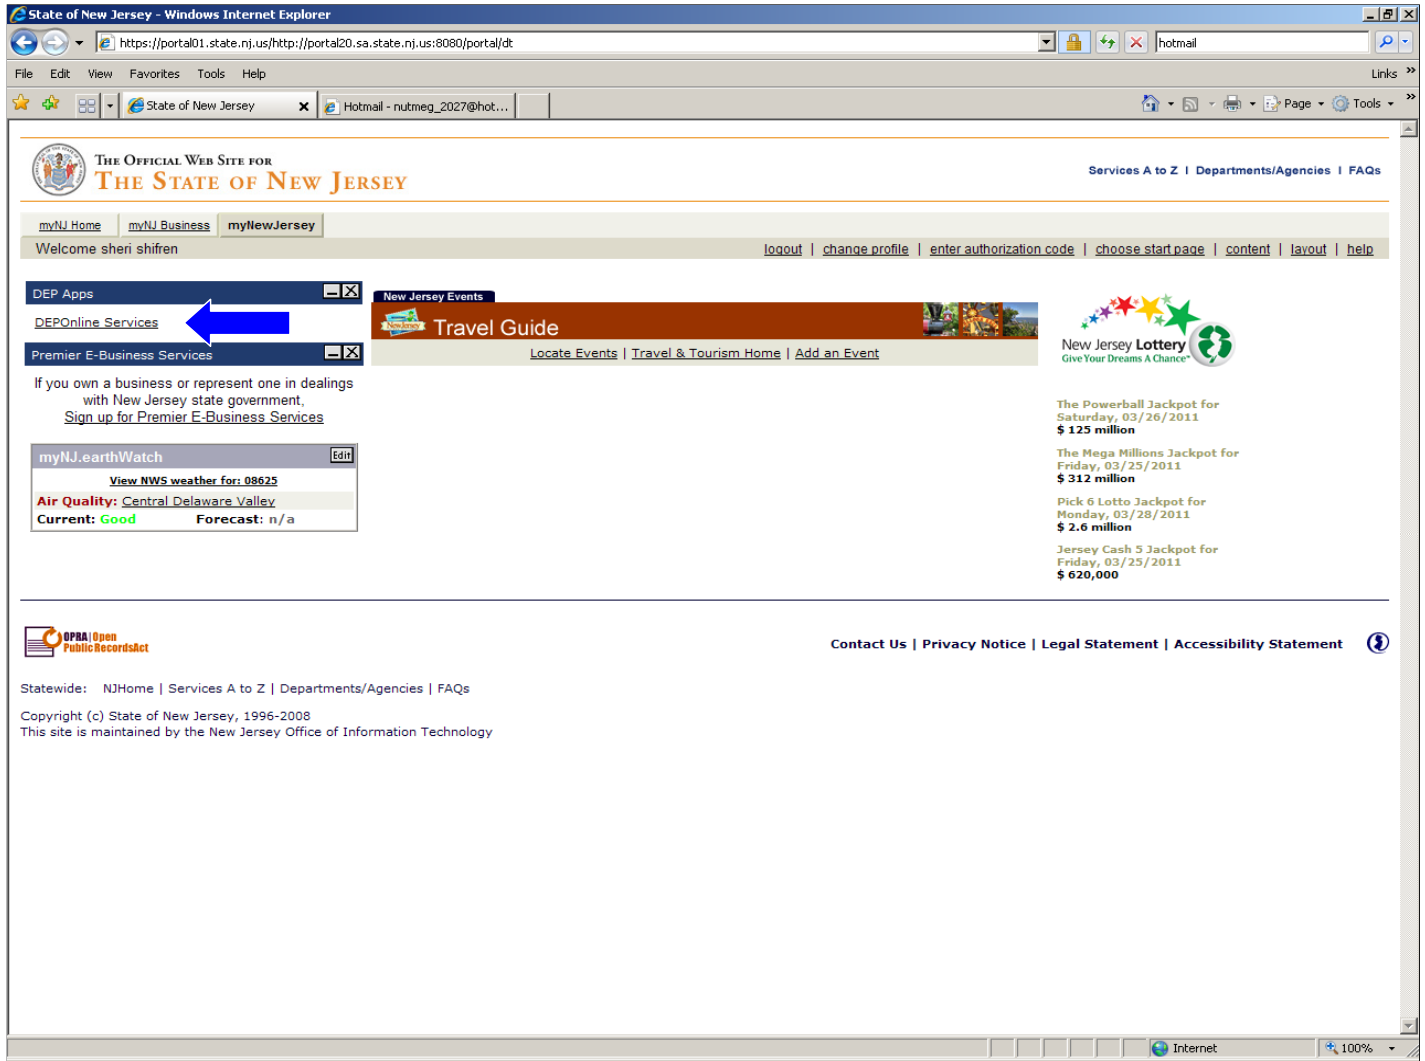 State of New Jersey - Windows Internet Explorer
https://portal01.state.nj.us/http://portal20.sa.state.nj.us:8080/portal/dt
hotmail
File Edit View Favorites Tools Help
Links »
State of New Jersey
Hotmail - nutmeg_2027@hot...
Page
Tools
»
The Official Web Site for
The State of New Jersey
Services A to Z | Departments/Agencies | FAQs
myNJ Home
myNJ Business
myNewJersey
Welcome sheri shifren
logout | change profile | enter authorization code | choose start page | content | layout | help
DEP Apps
DEPOnline Services
Premier E-Business Services
If you own a business or represent one in dealings
with New Jersey state government,
Sign up for Premier E-Business Services
myNJ.earthWatch
Edit
View NWS weather for: 08625
Air Quality: Central Delaware Valley
Current: Good Forecast: n/a
New Jersey Events
New Jersey
Travel Guide
Locate Events | Travel & Tourism Home | Add an Event
New Jersey Lottery
Give Your Dreams A Chance
The Powerball Jackpot for
Saturday, 03/26/2011
$ 125 million
The Mega Millions Jackpot for
Friday, 03/25/2011
$ 312 million
Pick 6 Lotto Jackpot for
Monday, 03/28/2011
$ 2.6 million
Jersey Cash 5 Jackpot for
Friday, 03/25/2011
$ 620,000
OPRA | Open
Public Records Act
Contact Us | Privacy Notice | Legal Statement | Accessibility Statement
Statewide: NJHome | Services A to Z | Departments/Agencies | FAQs
Copyright (c) State of New Jersey, 1996-2008
This site is maintained by the New Jersey Office of Information Technology
Internet
100%